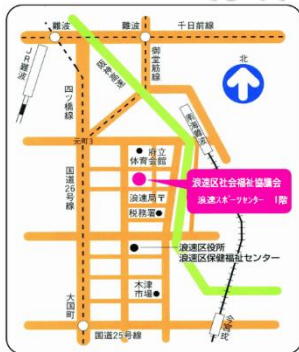 難波
難波
千日前線
JR難波
四ツ橋線
阪神高速
御堂筋線
北
南海難波
元町3
府立
体育会館
浪速区社会福祉協議会
浪速スポーツセンター 1階
国道26号線
浪速局〒
税務署
浪速区役所
浪速区保健福祉センター
木津
市場
大国町
国道25号線
今宮戎